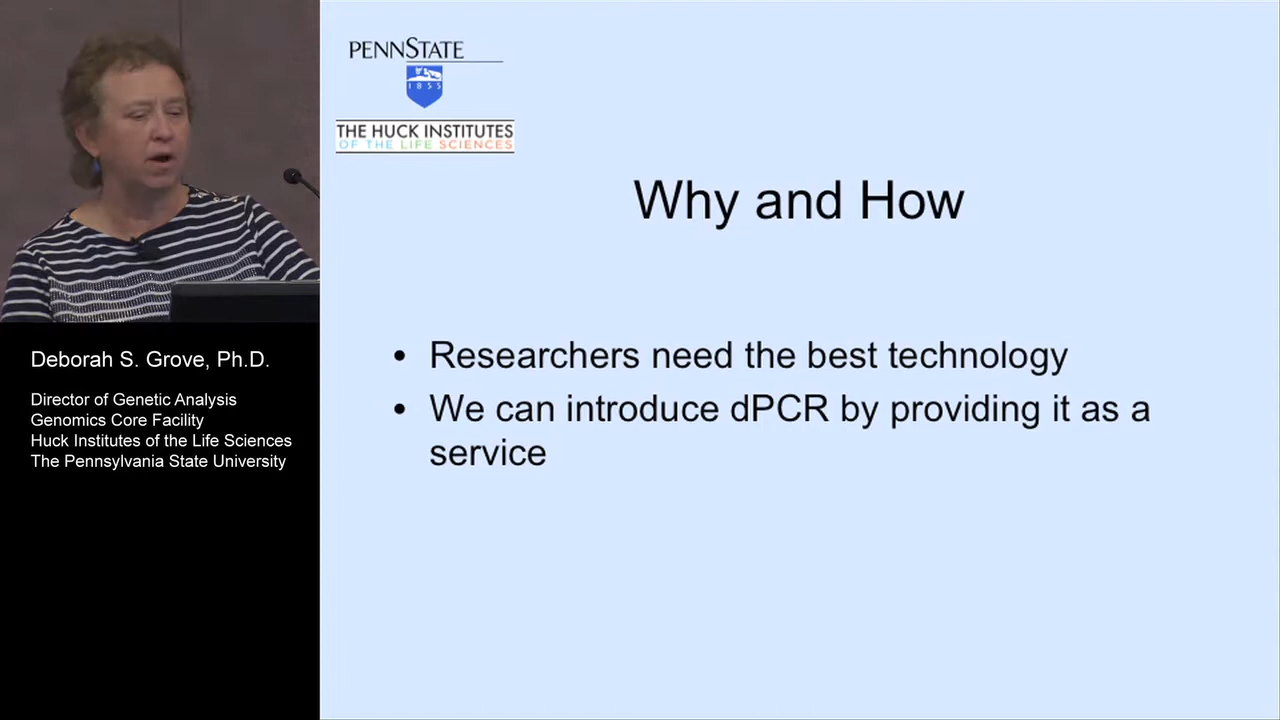 PENNSTATE
1855
THE HUCK INSTITUTES
OF THE LIFE SCIENCES
Why and How
• Researchers need the best technology
• We can introduce dPCR by providing it as a
service
Deborah S. Grove, Ph.D.
Director of Genetic Analysis
Genomics Core Facility
Huck Institutes of the Life Sciences
The Pennsylvania State University